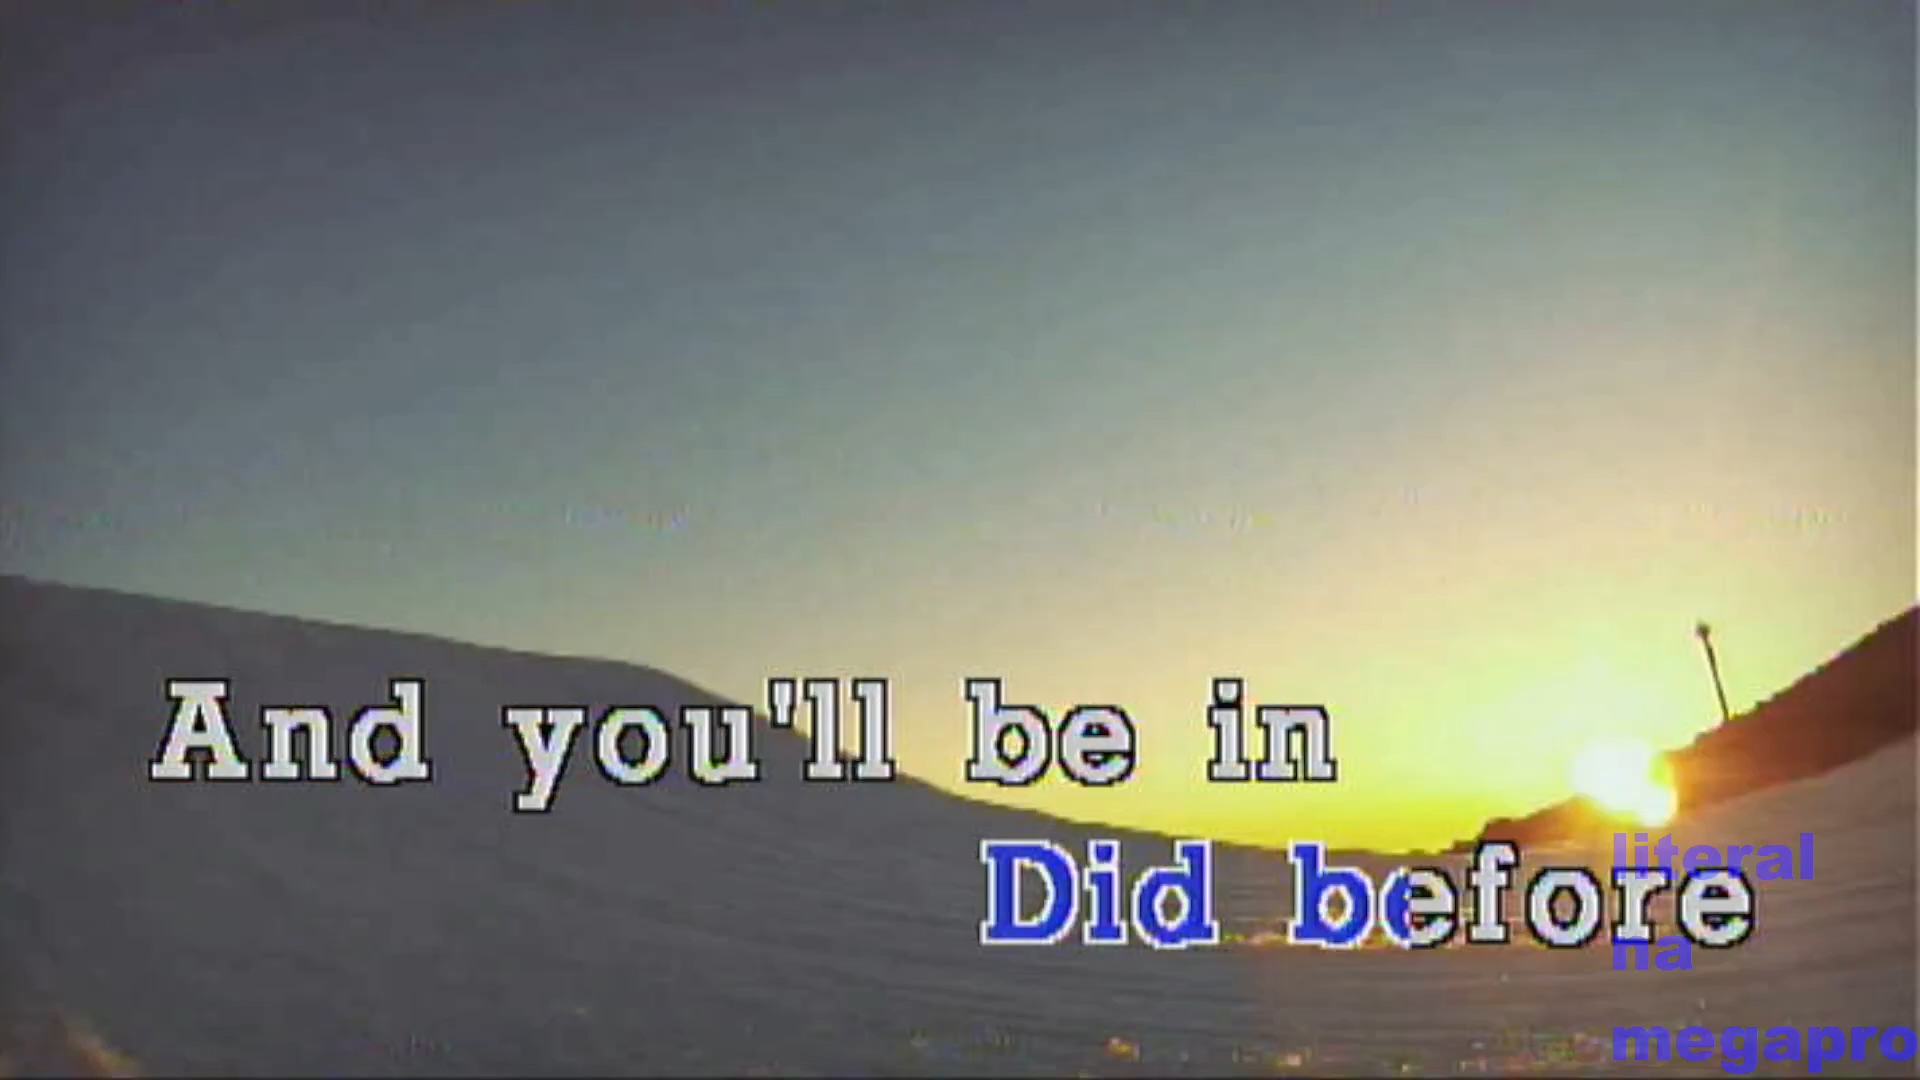 And you'll be in
Did before
literal
na
megapro